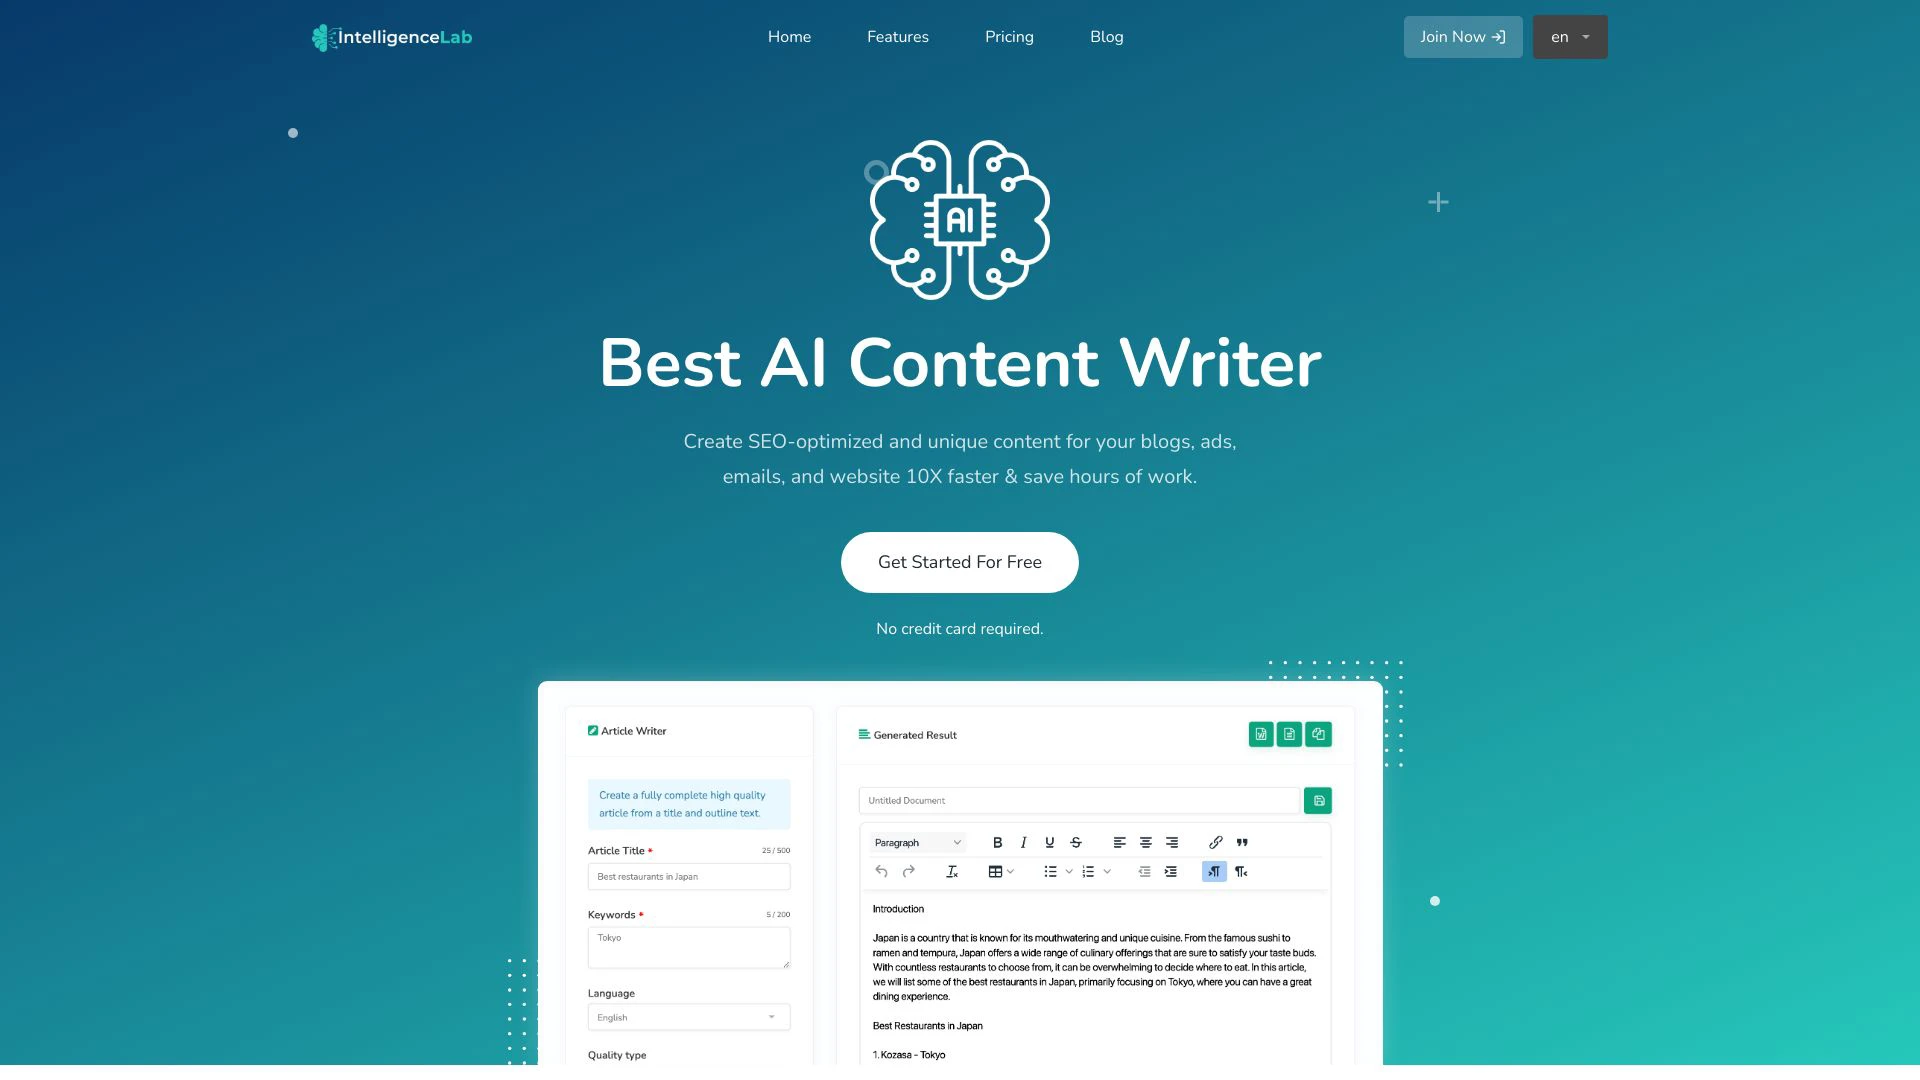 IntelligenceLab
Home
Features
Pricing
Blog
Join Now
en
AI
Best AI Content Writer
Create SEO-optimized and unique content for your blogs, ads,
emails, and website 10X faster & save hours of work.
Get Started For Free
No credit card required.
Article Writer
Create a fully complete high quality
article from a title and outline text.
Article Title *
25 / 500
Best restaurants in Japan
Keywords *
5 / 200
Tokyo
Language
English
Quality type
Generated Result
Untitled Document
Paragraph
Introduction
Japan is a country that is known for its mouthwatering and unique cuisine. From the famous sushi to
ramen and tempura, Japan offers a wide range of culinary offerings that are sure to satisfy your taste buds.
With countless restaurants to choose from, it can be overwhelming to decide where to eat. In this article,
we will list some of the best restaurants in Japan, primarily focusing on Tokyo, where you can have a great
dining experience.
Best Restaurants in Japan
1. Kozasa - Tokyo